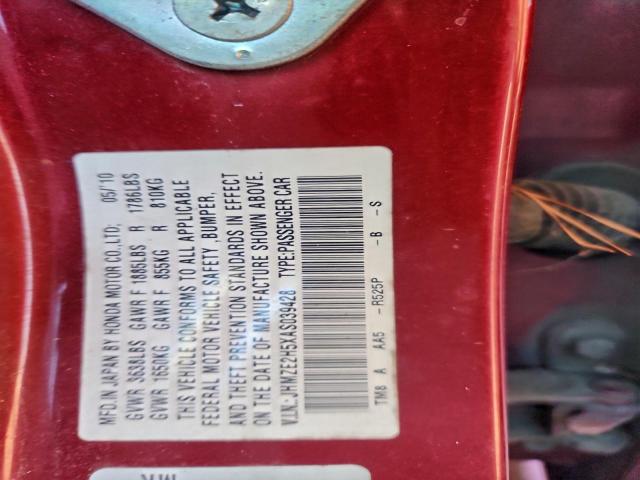 MFD.IN JAPAN BY HONDA MOTOR CO.,LTD. 05/'10
GVWR 3638LBS GAWR F 1885LBS R 1786LBS
GVWR 1650KG GAWR F 855KG R 810KG
THIS VEHICLE CONFORMS TO ALL APPLICABLE
FEDERAL MOTOR VEHICLE SAFETY ,BUMPER,
AND THEFT PREVENTION STANDARDS IN EFFECT
ON THE DATE OF MANUFACTURE SHOWN ABOVE.
V.I.N.:JHMZE2H5XAS039428 TYPE:PASSENGER CAR
TM8 A AA5 -R525P -B -S